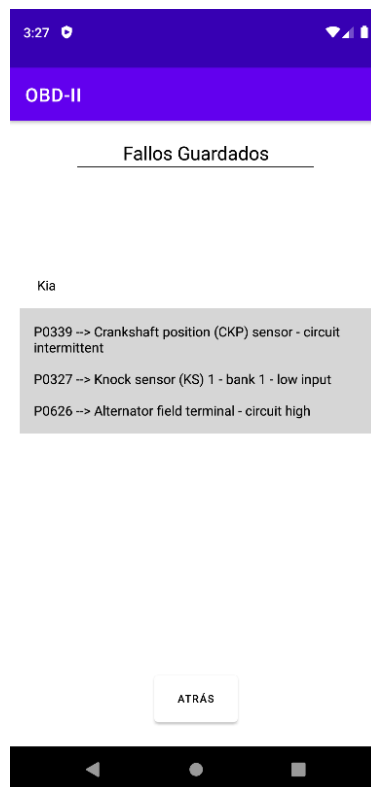 3:27
OBD-II
Fallos Guardados
Kia
P0339 --> Crankshaft position (CKP) sensor - circuit
intermittent
P0327 --> Knock sensor (KS) 1 - bank 1 - low input
P0626 --> Alternator field terminal - circuit high
ATRÁS